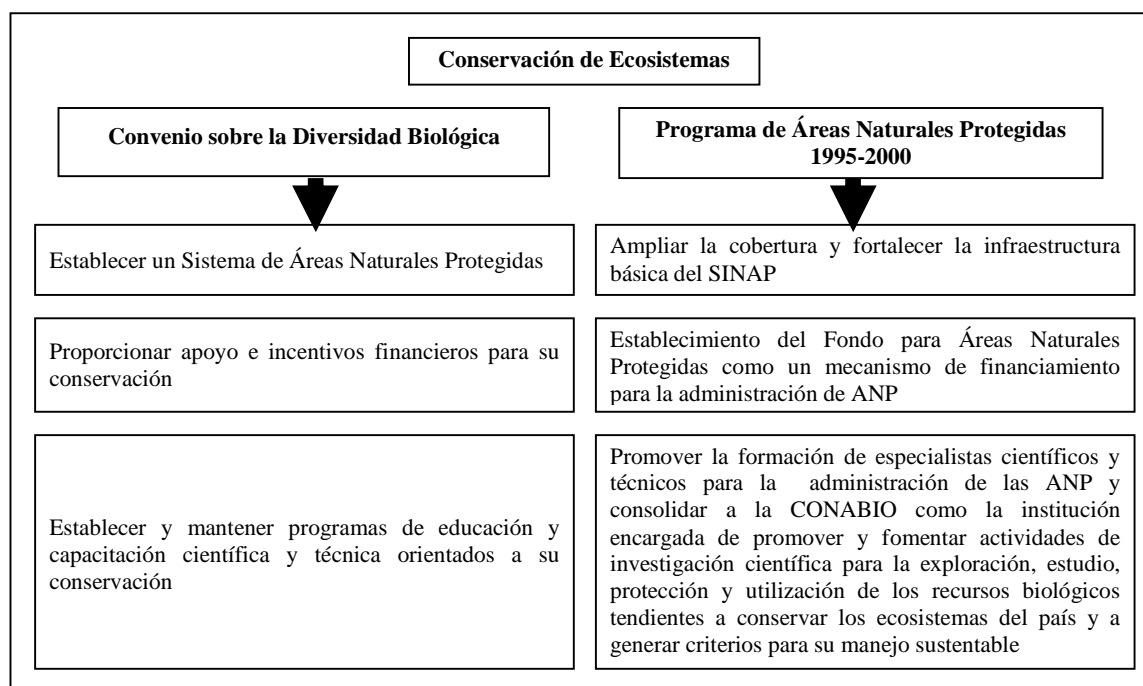 Conservación de Ecosistemas
Convenio sobre la Diversidad Biológica
Programa de Áreas Naturales Protegidas
1995-2000
Establecer un Sistema de Áreas Naturales Protegidas
Ampliar la cobertura y fortalecer la infraestructura
básica del SINAP
Proporcionar apoyo e incentivos financieros para su
conservación
Establecimiento del Fondo para Áreas Naturales
Protegidas como un mecanismo de financiamiento
para la administración de ANP
Establecer y mantener programas de educación y
capacitación científica y técnica orientados a su
conservación
Promover la formación de especialistas científicos y
técnicos para la administración de las ANP y
consolidar a la CONABIO como la institución
encargada de promover y fomentar actividades de
investigación científica para la exploración, estudio,
protección y utilización de los recursos biológicos
tendientes a conservar los ecosistemas del país y a
generar criterios para su manejo sustentable